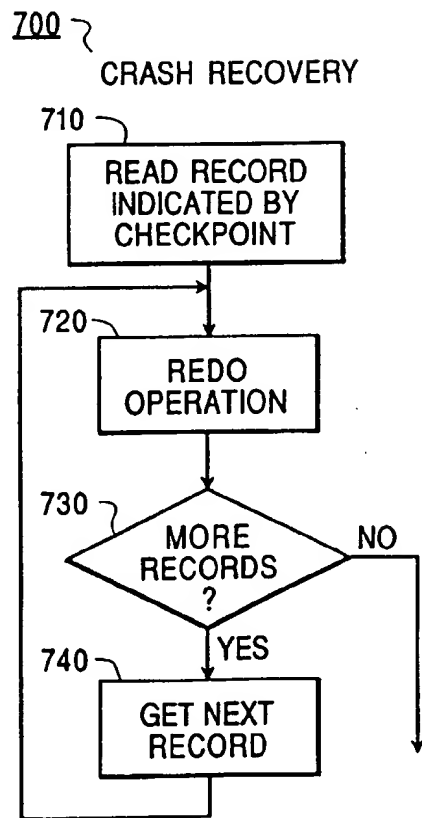 700
CRASH RECOVERY
710
READ RECORD
INDICATED BY
CHECKPOINT
720
REDO
OPERATION
730
MORE
RECORDS
?
NO
YES
740
GET NEXT
RECORD